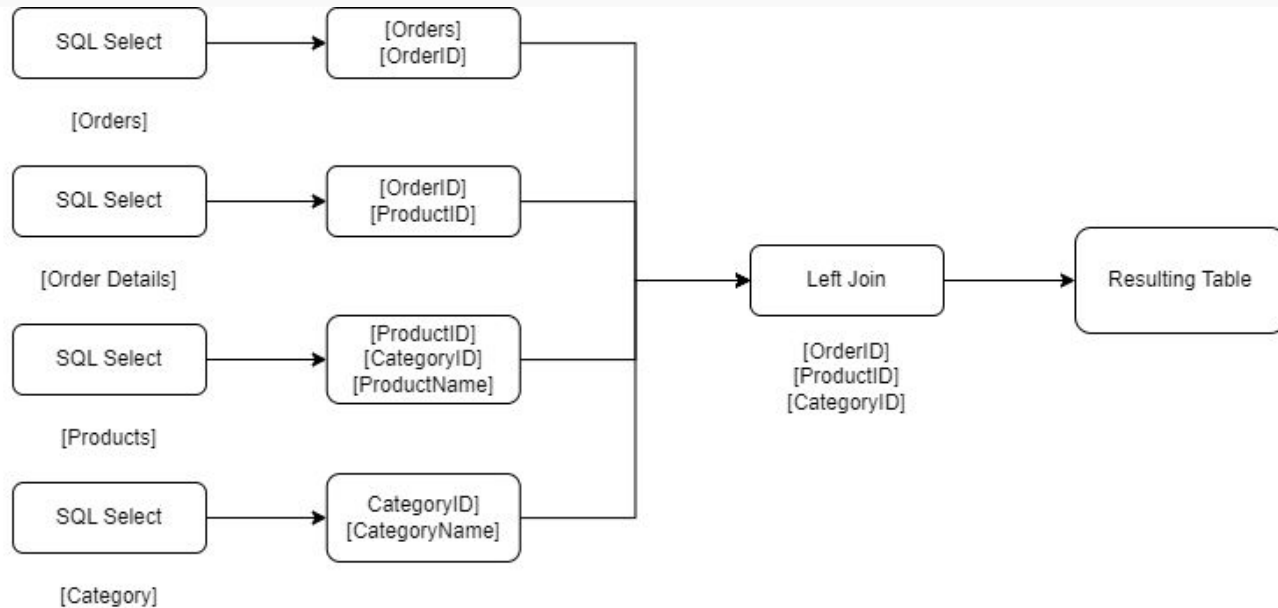 SQL Select
[Orders]
[OrderID]
[Orders]
SQL Select
[OrderID]
[ProductID]
[Order Details]
SQL Select
[ProductID]
[CategoryID]
[ProductName]
[Products]
SQL Select
CategoryID]
[CategoryName]
[Category]
Left Join
[OrderID]
[ProductID]
[CategoryID]
Resulting Table